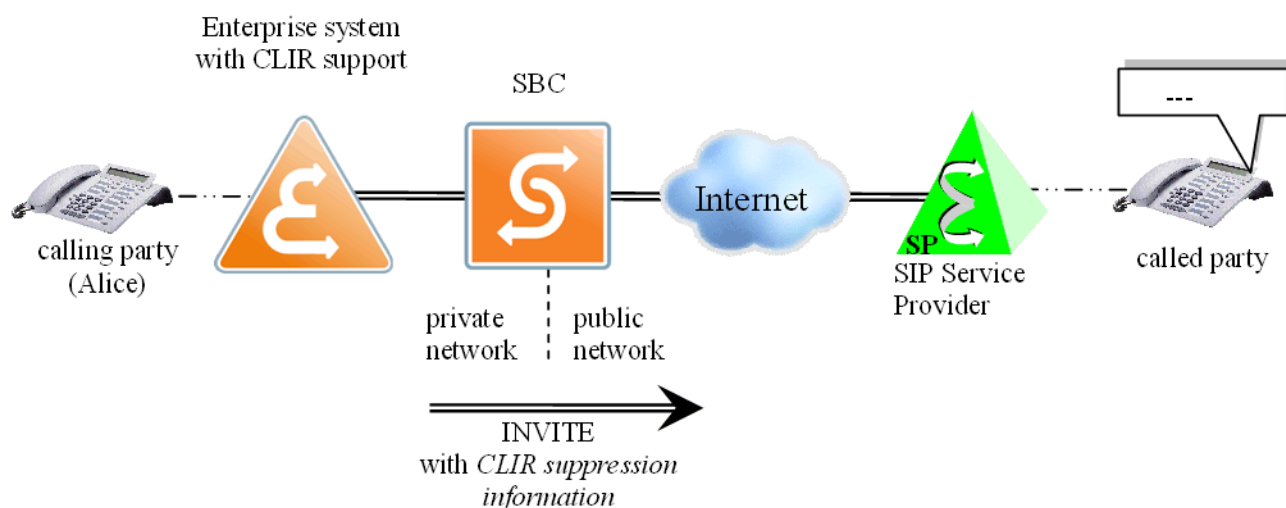 Enterprise system
with CLIR support
SBC
---
Internet
calling party
(Alice)
SP
SIP Service
Provider
called party
private
network
public
network
INVITE
with CLIR suppression
information